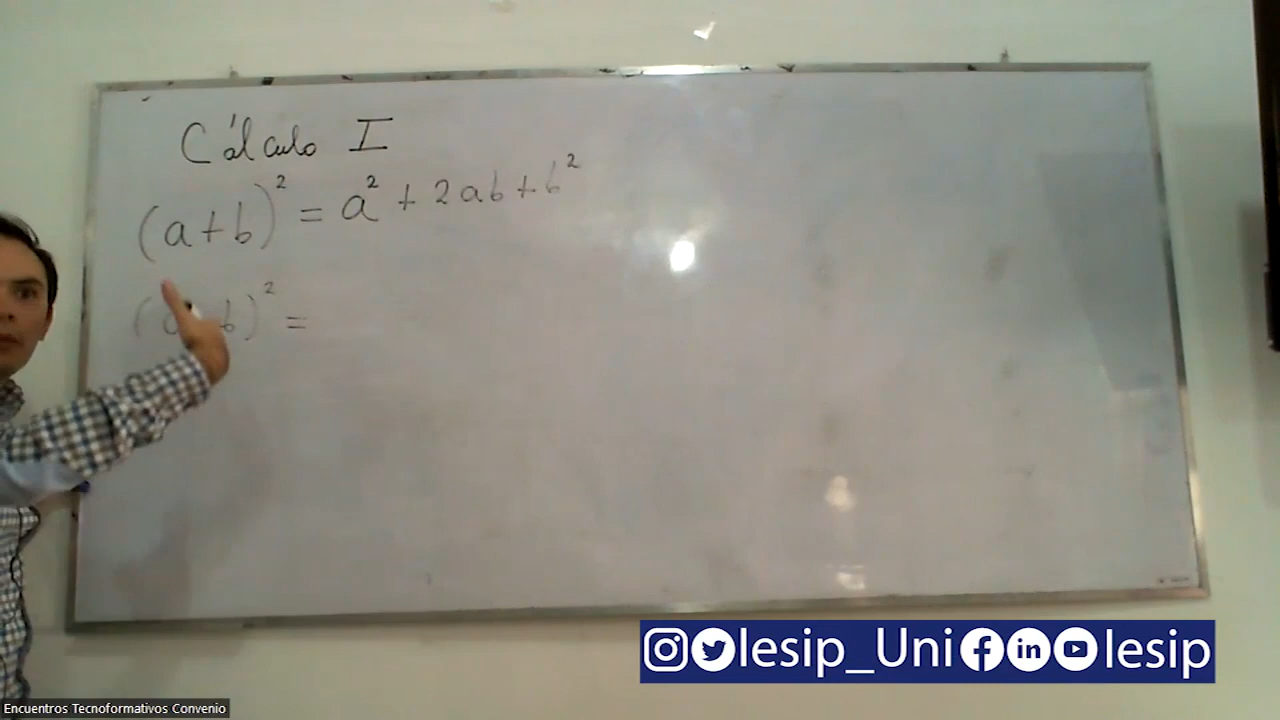 Cálculo I
(a+b)² = a² + 2ab + b²
b)² =
lesip_Uni lesip
Encuentros Tecnoformativos Convenio